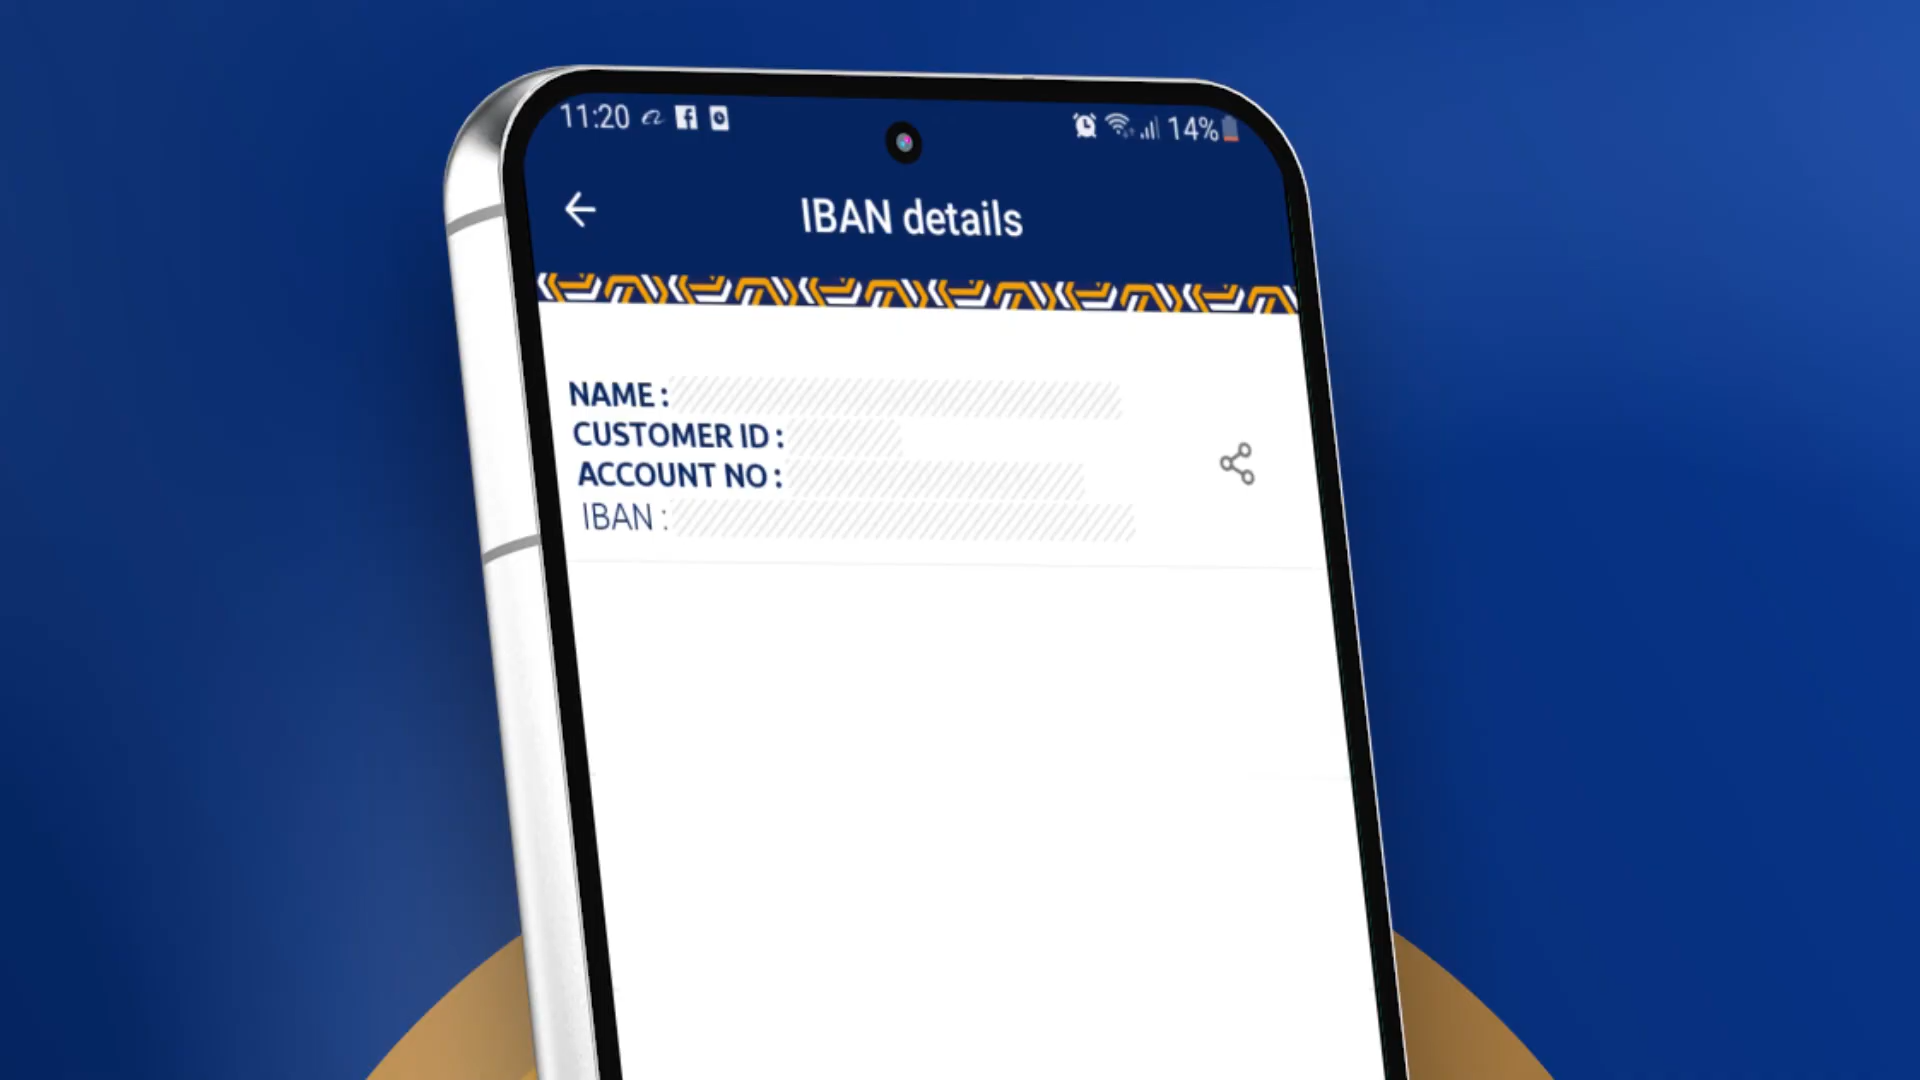 11:20
14%
IBAN details
NAME :
CUSTOMER ID :
ACCOUNT NO :
IBAN :